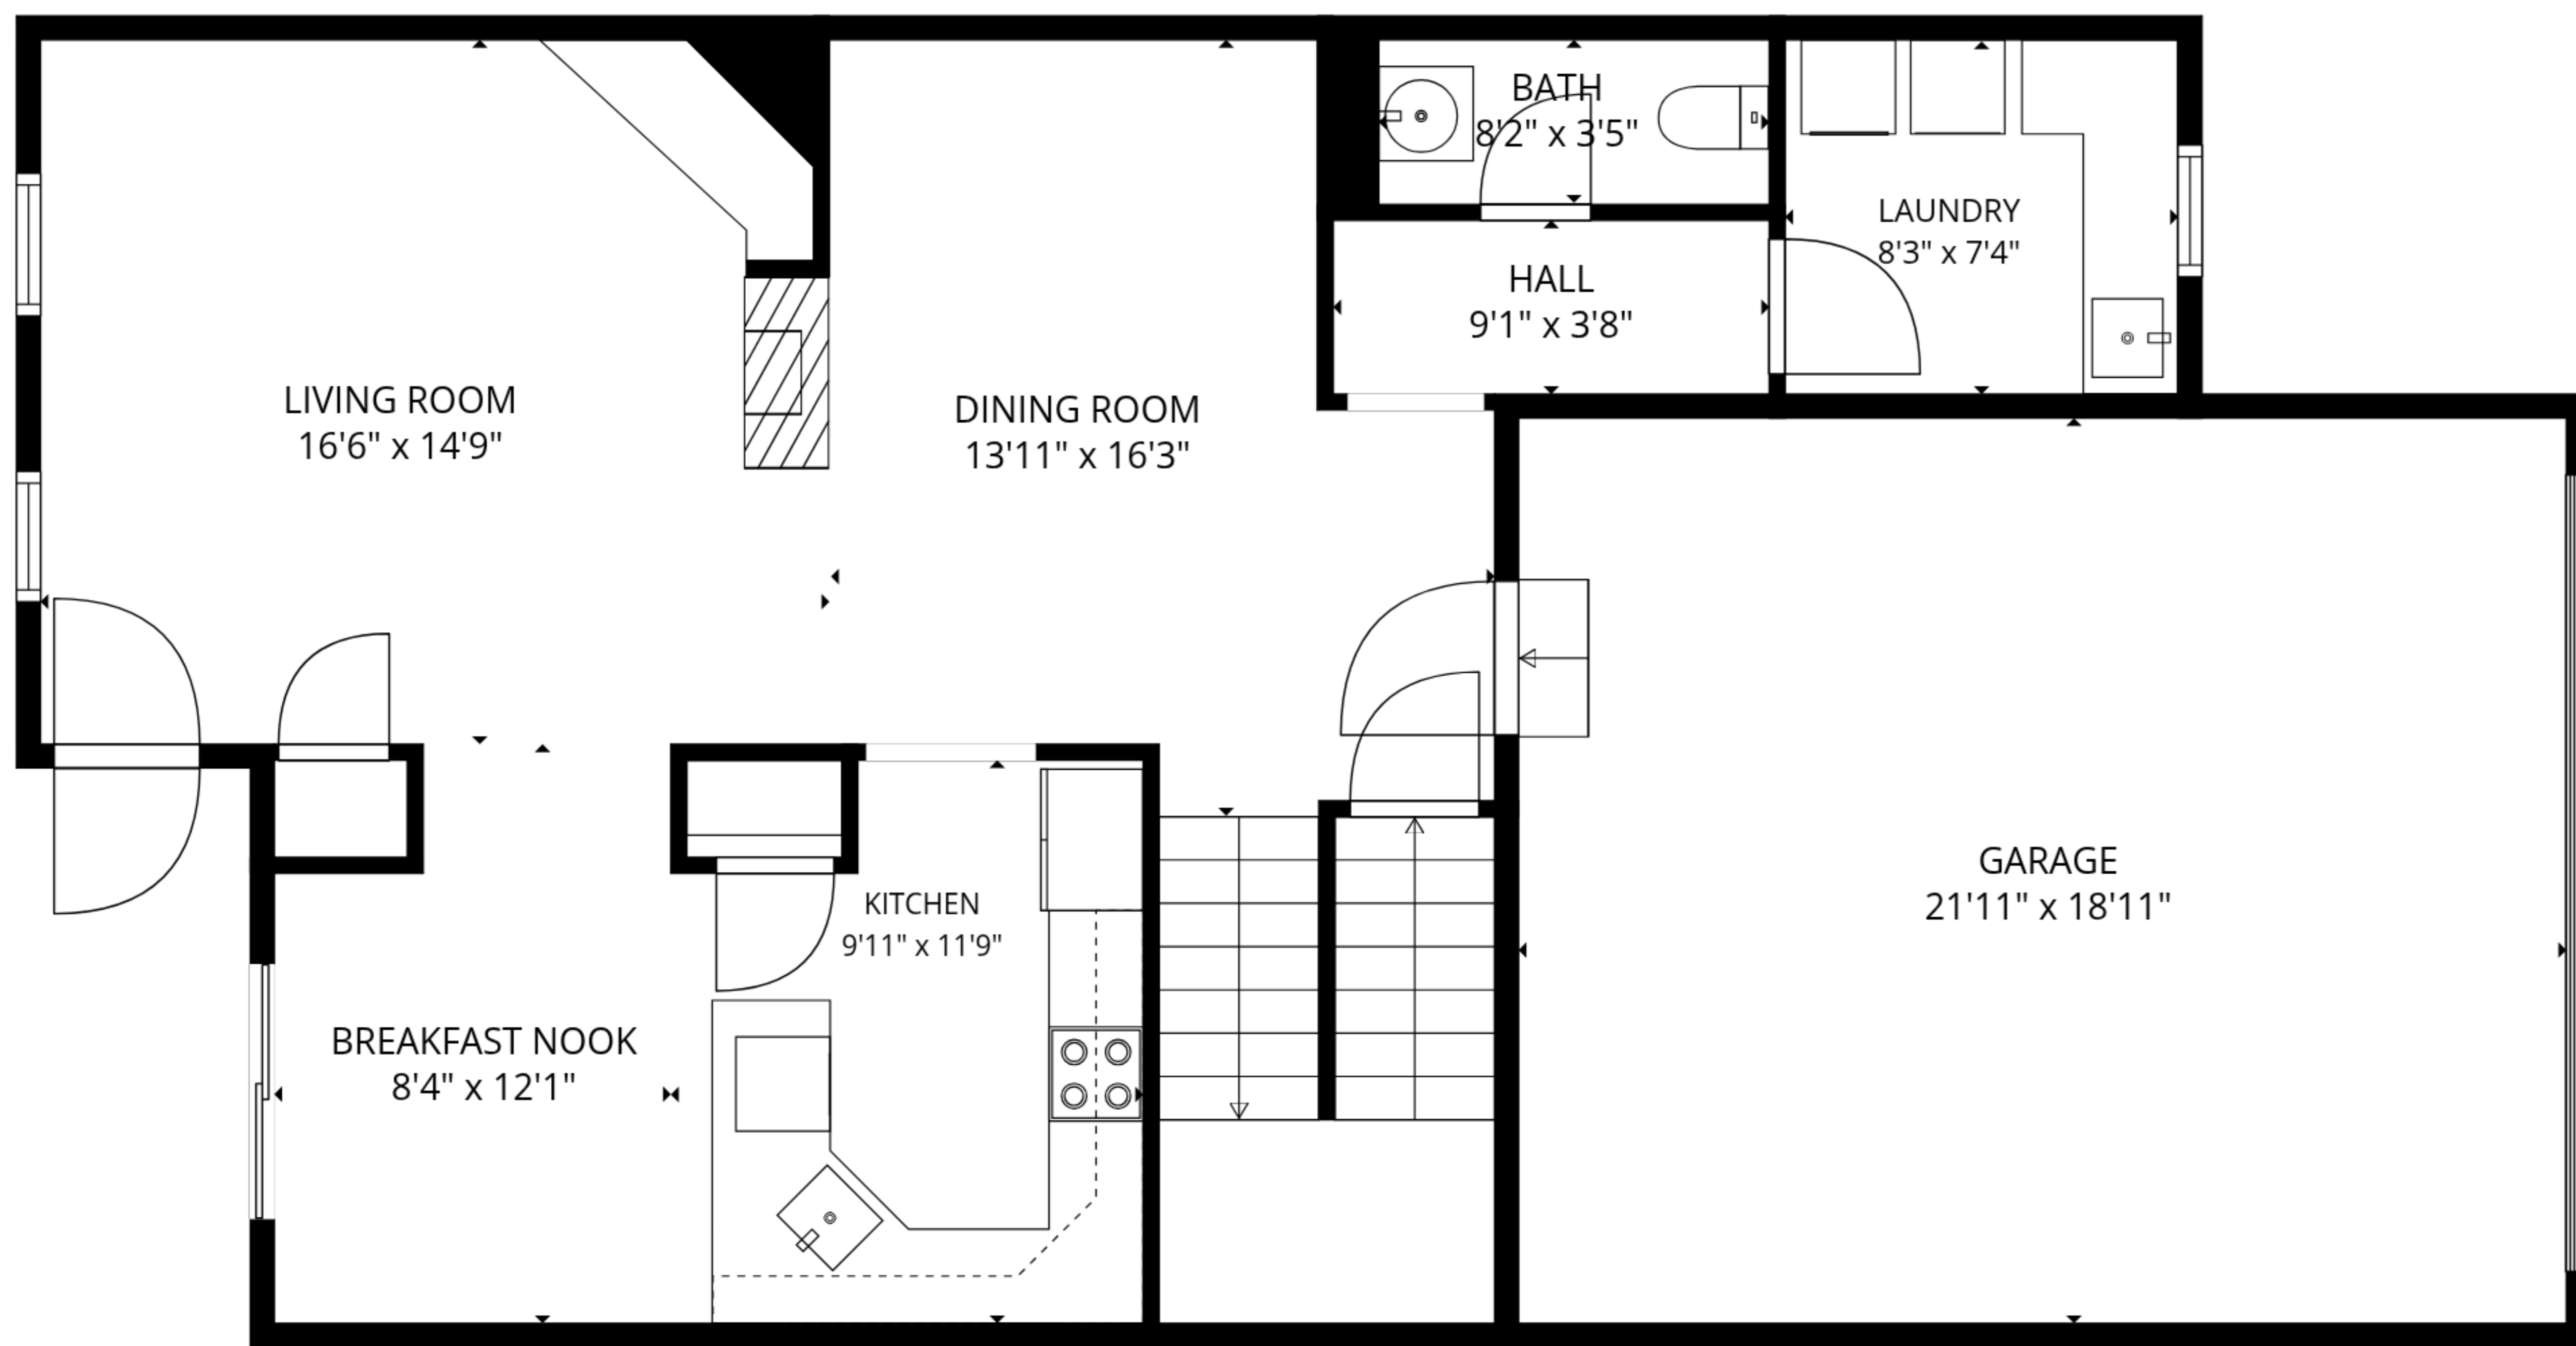 BATH
8'2" x 3'5"
LAUNDRY
8'3" x 7'4"
HALL
9'1" x 3'8"
LIVING ROOM
16'6" x 14'9"
DINING ROOM
13'11" x 16'3"
GARAGE
21'11" x 18'11"
KITCHEN
9'11" x 11'9"
BREAKFAST NOOK
8'4" x 12'1"